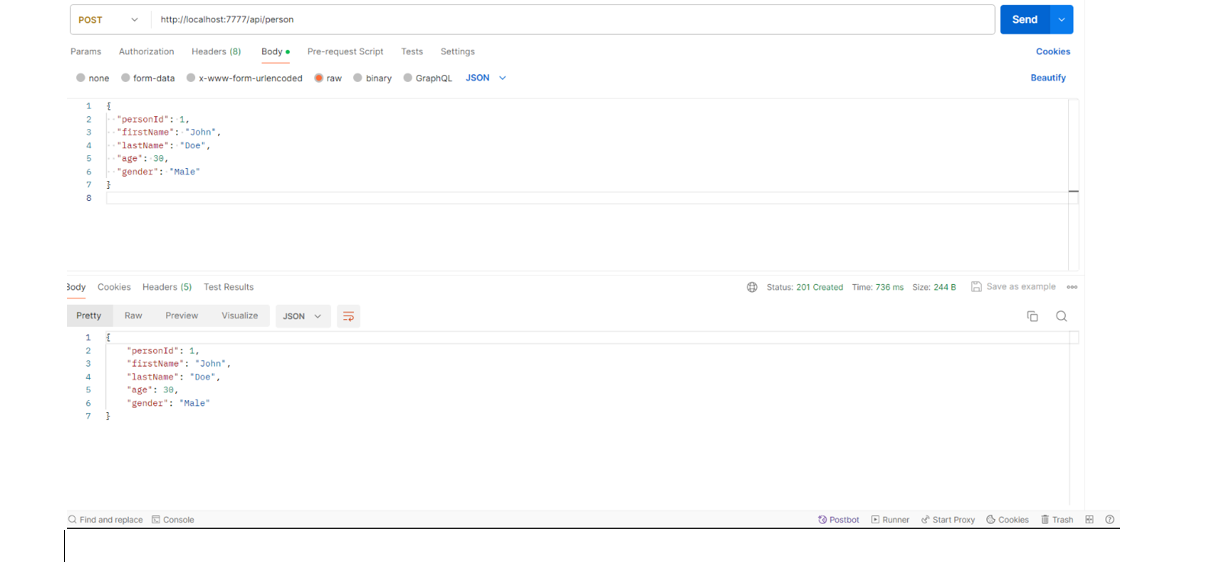 POST http://localhost:7777/api/person Send
Params Authorization Headers (8) Body Pre-request Script Tests Settings Cookies
none form-data x-www-form-urlencoded raw binary GraphQL JSON Beautify
1 {
2 "personId": 1,
3 "firstName": "John",
4 "lastName": "Doe",
5 "age": 30,
6 "gender": "Male"
7 }
8
Body Cookies Headers (5) Test Results Status: 201 Created Time: 736 ms Size: 244 B Save as example
Pretty Raw Preview Visualize JSON
1 {
2 "personId": 1,
3 "firstName": "John",
4 "lastName": "Doe",
5 "age": 30,
6 "gender": "Male"
7 }
Find and replace Console Postbot Runner Start Proxy Cookies Trash